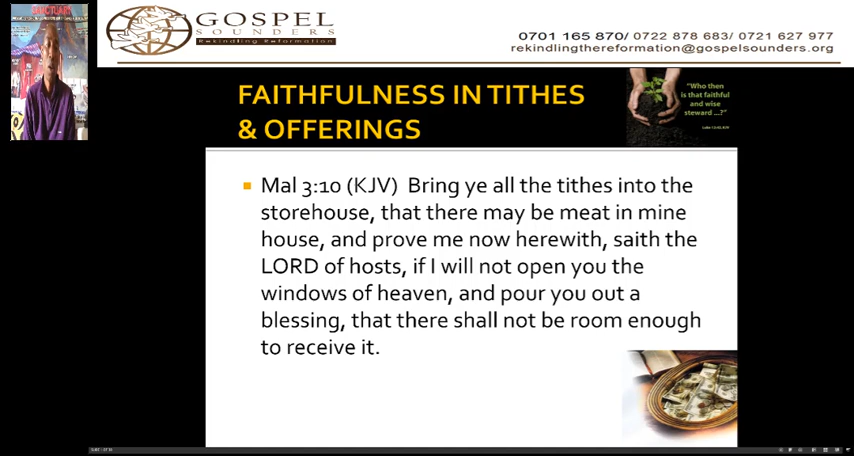 SANCTUARY
GOSPEL
SOUNDERS
Rekindling Reformation
0701 165 870/ 0722 878 683/ 0721 627 977
rekindlingthereformation@gospelsounders.org
FAITHFULNESS IN TITHES
& OFFERINGS
"Who then
is that faithful
and wise
steward ...?"
Mal 3:10 (KJV) Bring ye all the tithes into the
storehouse, that there may be meat in mine
house, and prove me now herewith, saith the
LORD of hosts, if I will not open you the
windows of heaven, and pour you out a
blessing, that there shall not be room enough
to receive it.